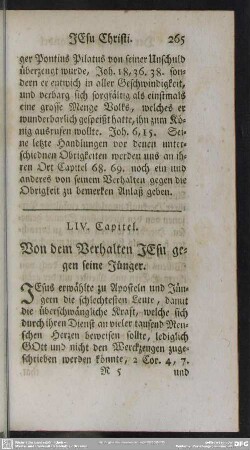 JEsu Christi. 265
ger Pontius Pilatus von seiner Unschuld
überzeugt wurde, Joh. 18, 36. 38. son-
dern er entwich in aller Geschwindigkeit,
und verbarg sich sorgfältig als einstmals
eine grosse Menge Volks, welches er
wunderbarlich gespeißt hatte, ihn zum Kö-
nig ausrufen wollte. Joh. 6, 15. Sei-
ne letzte Handlungen vor denen unter-
schiednen Obrigkeiten werden uns an ih-
ren Ort Capitel 68. 69. noch ein und
anderes von seinem Verhalten gegen die
Obrigkeit zu bemerken Anlaß geben.
LIV. Capitel.
Von dem Verhalten JEsu ge-
gen seine Jünger.
JEsus erwählte zu Aposteln und Jün-
gern die schlechtesten Leute, damit
die überschwängliche Kraft, welche sich
durch ihren Dienst an vieler tausend Men-
schen Herzen beweisen sollte, lediglich
GOtt und nicht den Werckzeugen zuge-
schrieben werden könnte, 2 Cor. 4, 7.
R 5 und